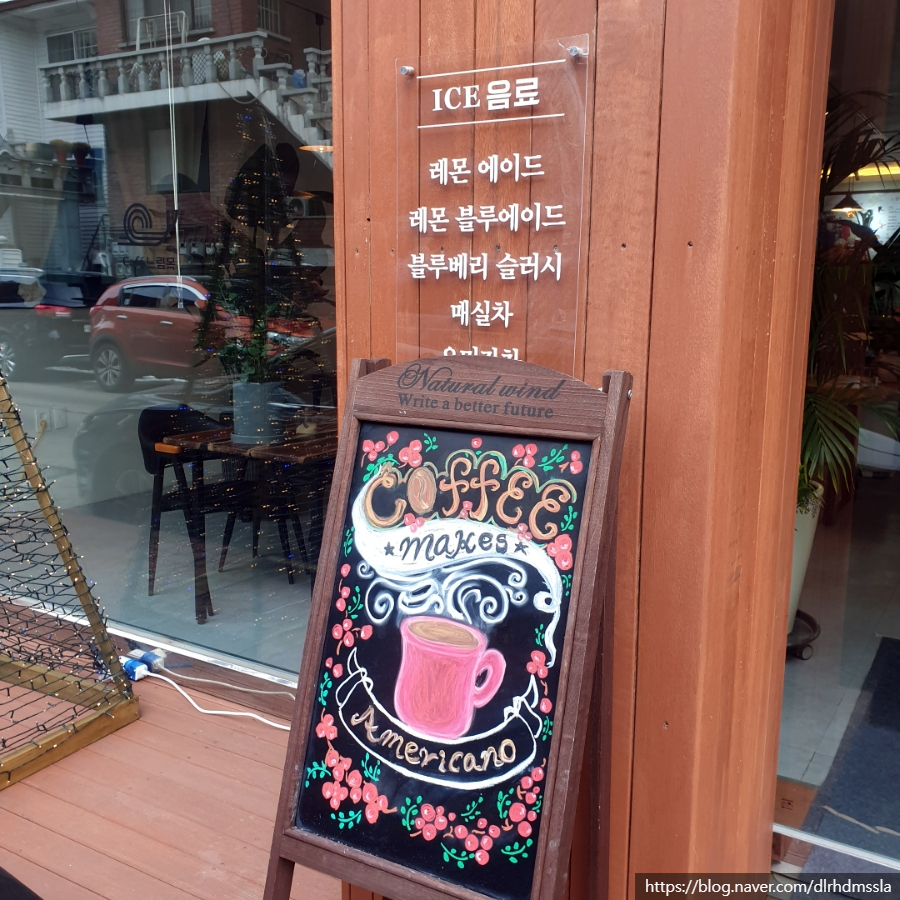 ICE 음료
레몬 에이드
레몬 블루에이드
블루베리 슬러시
매실차
Natural wind
Write a better future
COFFEE
makes
Americano
https://blog.naver.com/dlrhdmssla